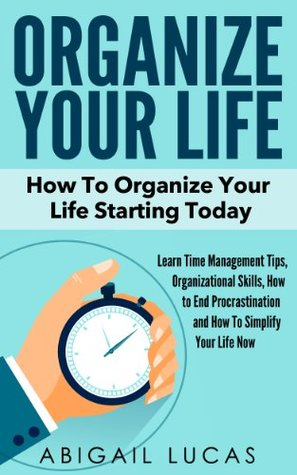 ORGANIZE
YOUR LIFE
How To Organize Your
Life Starting Today
Learn Time Management Tips,
Organizational Skills, How
to End Procrastination
and How To Simplify
Your Life Now
ABIGAIL LUCAS